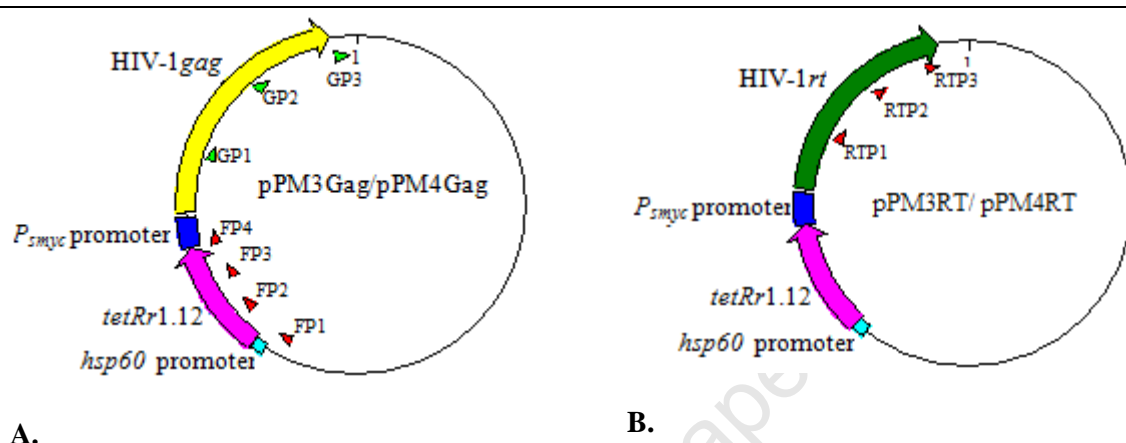 HIV-1gag
1
GP3
GP2
GP1
pPM3Gag/pPM4Gag
Psmyc promoter
FP4
FP3
FP2
tetRr1.12
FP1
hsp60 promoter
A.
HIV-1rt
1
RTP3
RTP2
RTP1
Psmyc promoter
pPM3RT/ pPM4RT
tetRr1.12
hsp60 promoter
B.
ape